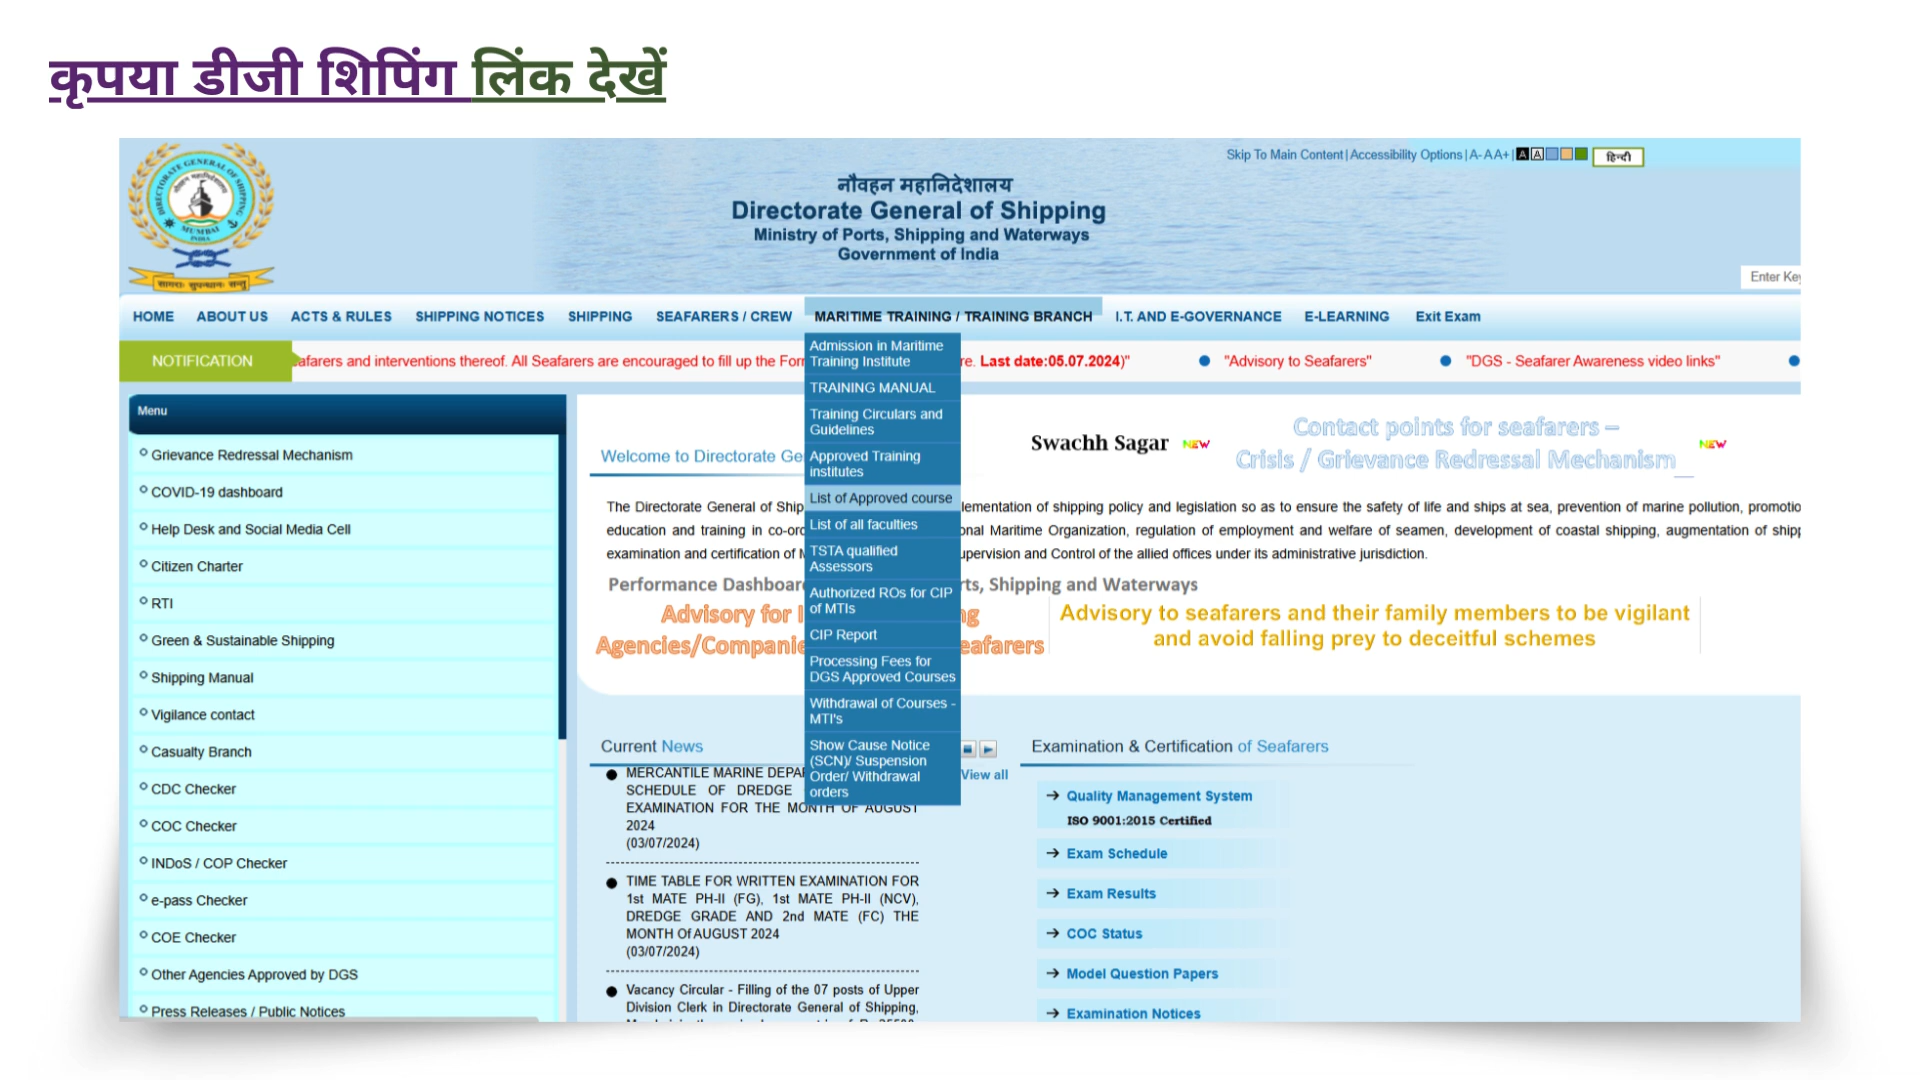 कृपया डीजी शिपिंग लिंक देखें
DIRECTORATE GENERAL OF SHIPPING
MUMBAI
INDIA
Skip To Main Content|Accessibility Options|A- A A+| A A हिन्दी
नौवहन महानिदेशालय
Directorate General of Shipping
Ministry of Ports, Shipping and Waterways
Government of India
Enter Key
HOME ABOUT US ACTS & RULES SHIPPING NOTICES SHIPPING SEAFARERS / CREW MARITIME TRAINING / TRAINING BRANCH I.T. AND E-GOVERNANCE E-LEARNING Exit Exam
NOTIFICATION
afarers and interventions thereof. All Seafarers are encouraged to fill up the For
re. Last date:05.07.2024)" "Advisory to Seafarers" "DGS - Seafarer Awareness video links"
Admission in Maritime
Training Institute
TRAINING MANUAL
Training Circulars and
Guidelines
Approved Training
institutes
List of Approved course
List of all faculties
TSTA qualified
Assessors
Authorized ROs for CIP
of MTIs
CIP Report
Processing Fees for
DGS Approved Courses
Withdrawal of Courses -
MTI's
Show Cause Notice
(SCN)/ Suspension
Order/ Withdrawal
orders
Menu
Grievance Redressal Mechanism
COVID-19 dashboard
Help Desk and Social Media Cell
Citizen Charter
RTI
Green & Sustainable Shipping
Shipping Manual
Vigilance contact
Casualty Branch
CDC Checker
COC Checker
INDoS / COP Checker
e-pass Checker
COE Checker
Other Agencies Approved by DGS
Press Releases / Public Notices
Welcome to Directorate Ge
Swachh Sagar NEW
Contact points for seafarers –
Crisis / Grievance Redressal Mechanism NEW
The Directorate General of Ship lementation of shipping policy and legislation so as to ensure the safety of life and ships at sea, prevention of marine pollution, promotio
education and training in co-ord onal Maritime Organization, regulation of employment and welfare of seamen, development of coastal shipping, augmentation of shipp
examination and certification of M upervision and Control of the allied offices under its administrative jurisdiction.
Performance Dashboar rts, Shipping and Waterways
Advisory for ng
Agencies/Companie eafarers
Advisory to seafarers and their family members to be vigilant
and avoid falling prey to deceitful schemes
Current News
View all
MERCANTILE MARINE DEPA
SCHEDULE OF DREDGE
EXAMINATION FOR THE MONTH OF AUGUST
2024
(03/07/2024)
TIME TABLE FOR WRITTEN EXAMINATION FOR
1st MATE PH-II (FG), 1st MATE PH-II (NCV),
DREDGE GRADE AND 2nd MATE (FC) THE
MONTH Of AUGUST 2024
(03/07/2024)
Vacancy Circular - Filling of the 07 posts of Upper
Division Clerk in Directorate General of Shipping,
Examination & Certification of Seafarers
Quality Management System
ISO 9001:2015 Certified
Exam Schedule
Exam Results
COC Status
Model Question Papers
Examination Notices